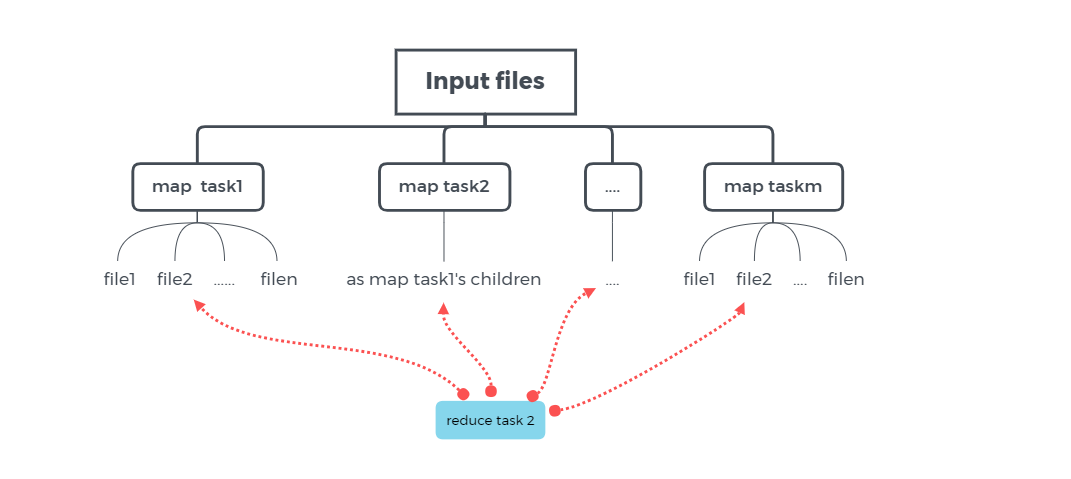 Input files
map  task1
map task2
....
map taskm
file1
file2
......
filen
as map task1's children
....
file1
file2
....
filen
reduce task 2